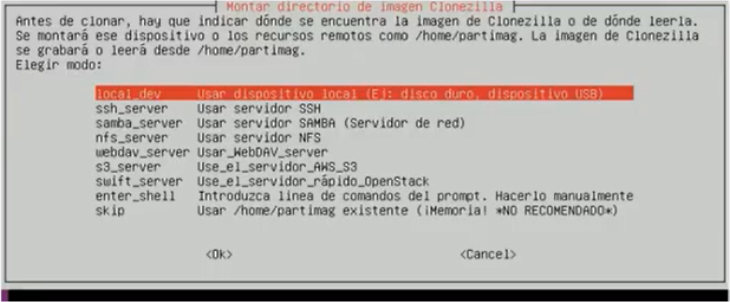 Montar directorio de imagen Clonezilla
Antes de clonar, hay que indicar dónde se encuentra la imagen de Clonezilla o de dónde leerla.
Se montará ese dispositivo o los recursos remotos como /home/partimag. La imagen de Clonezilla
se grabará o leerá desde /home/partimag.
Elegir modo:
local_dev Usar dispositivo local (Ej: disco duro, dispositivo USB)
ssh_server Usar servidor SSH
samba_server Usar servidor SAMBA (Servidor de red)
nfs_server Usar servidor NFS
webdav_server Usar_WebDAV_server
s3_server Use_el_servidor_AWS_S3
swift_server Use_el_servidor_rápido_OpenStack
enter_shell Introduzca línea de comandos del prompt. Hacerlo manualmente
skip Usar /home/partimag existente (¡Memoria! *NO RECOMENDADO*)
<Ok> <Cancel>